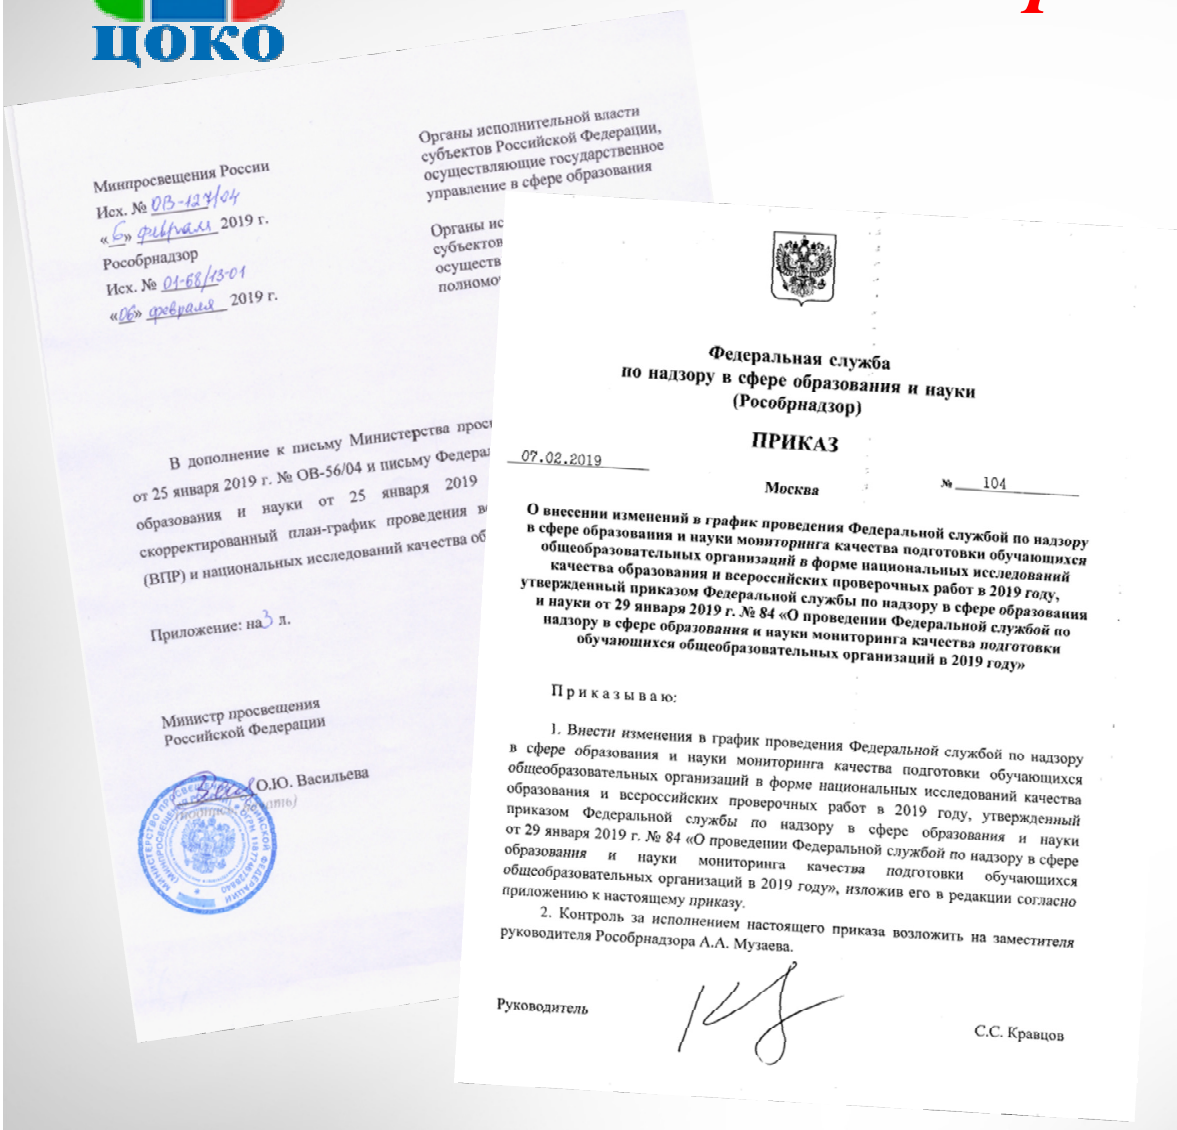 ЦОКО
Минпросвещения России
Исх. № ОВ-127/04
«6» февраля 2019 г.
Рособрнадзор
Исх. № 01-68/13-01
«06» февраля 2019 г.
Органы исполнительной власти
субъектов Российской Федерации,
осуществляющие государственное
управление в сфере образования
Органы
субъектов
В дополнение к письму Министерства
от 25 января 2019 г. № ОВ-56/04 и письму
образования и науки от 25 января 2019
скорректированный план-график проведения
(ВПР) и национальных исследований качества
Приложение: на 3 л.
Министр просвещения
Российской Федерации
О.Ю. Васильева
Федеральная служба
по надзору в сфере образования и науки
(Рособрнадзор)
ПРИКАЗ
07.02.2019
№ 104
Москва
О внесении изменений в график проведения Федеральной службой по надзору
в сфере образования и науки мониторинга качества подготовки обучающихся
общеобразовательных организаций в форме национальных исследований
качества образования и всероссийских проверочных работ в 2019 году,
утвержденный приказом Федеральной службы по надзору в сфере образования
и науки от 29 января 2019 г. № 84 «О проведении Федеральной службой по
надзору в сфере образования и науки мониторинга качества подготовки
обучающихся общеобразовательных организаций в 2019 году»
Приказываю:
1. Внести изменения в график проведения Федеральной службой по надзору
в сфере образования и науки мониторинга качества подготовки обучающихся
общеобразовательных организаций в форме национальных исследований качества
образования и всероссийских проверочных работ в 2019 году, утвержденный
приказом Федеральной службы по надзору в сфере образования и науки
от 29 января 2019 г. № 84 «О проведении Федеральной службой по надзору в сфере
образования и науки мониторинга качества подготовки обучающихся
общеобразовательных организаций в 2019 году», изложив его в редакции согласно
приложению к настоящему приказу.
2. Контроль за исполнением настоящего приказа возложить на заместителя
руководителя Рособрнадзора А.А. Музаева.
Руководитель
С.С. Кравцов